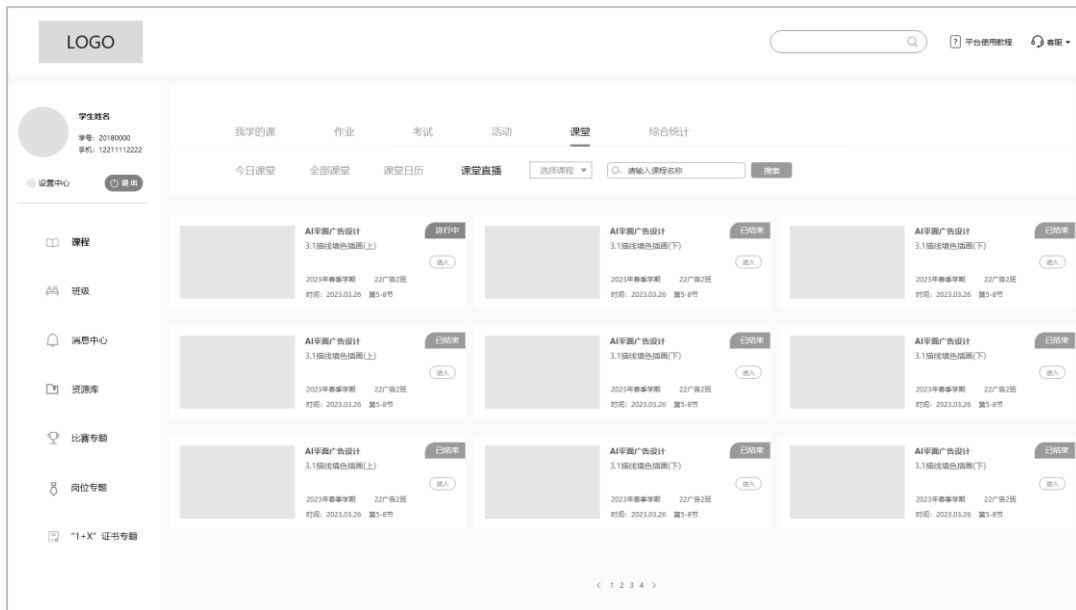 LOGO
? 平台使用教程 客服
学生姓名
学号：20180000
手机：12211112222
设置中心 退出
课程
班级
消息中心
资源库
比赛专题
岗位专题
“1+X”证书专题
我学的课 作业 考试 活动 课堂 综合统计
今日课堂 全部课堂 课堂日历 课堂直播 选择课程 请输入课程名称 搜索
AI平面广告设计 进行中
3.1描线填色插画(上)
进入
2023年春季学期 22广告2班
时间：2023.03.26 第5-8节
AI平面广告设计 已结束
3.1描线填色插画(下)
进入
2023年春季学期 22广告2班
时间：2023.03.26 第5-8节
AI平面广告设计 已结束
3.1描线填色插画(下)
进入
2023年春季学期 22广告2班
时间：2023.03.26 第5-8节
AI平面广告设计 已结束
3.1描线填色插画(上)
进入
2023年春季学期 22广告2班
时间：2023.03.26 第5-8节
AI平面广告设计 已结束
3.1描线填色插画(下)
进入
2023年春季学期 22广告2班
时间：2023.03.26 第5-8节
AI平面广告设计 已结束
3.1描线填色插画(下)
进入
2023年春季学期 22广告2班
时间：2023.03.26 第5-8节
AI平面广告设计 已结束
3.1描线填色插画(上)
进入
2023年春季学期 22广告2班
时间：2023.03.26 第5-8节
AI平面广告设计 已结束
3.1描线填色插画(下)
进入
2023年春季学期 22广告2班
时间：2023.03.26 第5-8节
AI平面广告设计 已结束
3.1描线填色插画(下)
进入
2023年春季学期 22广告2班
时间：2023.03.26 第5-8节
< 1 2 3 4 >